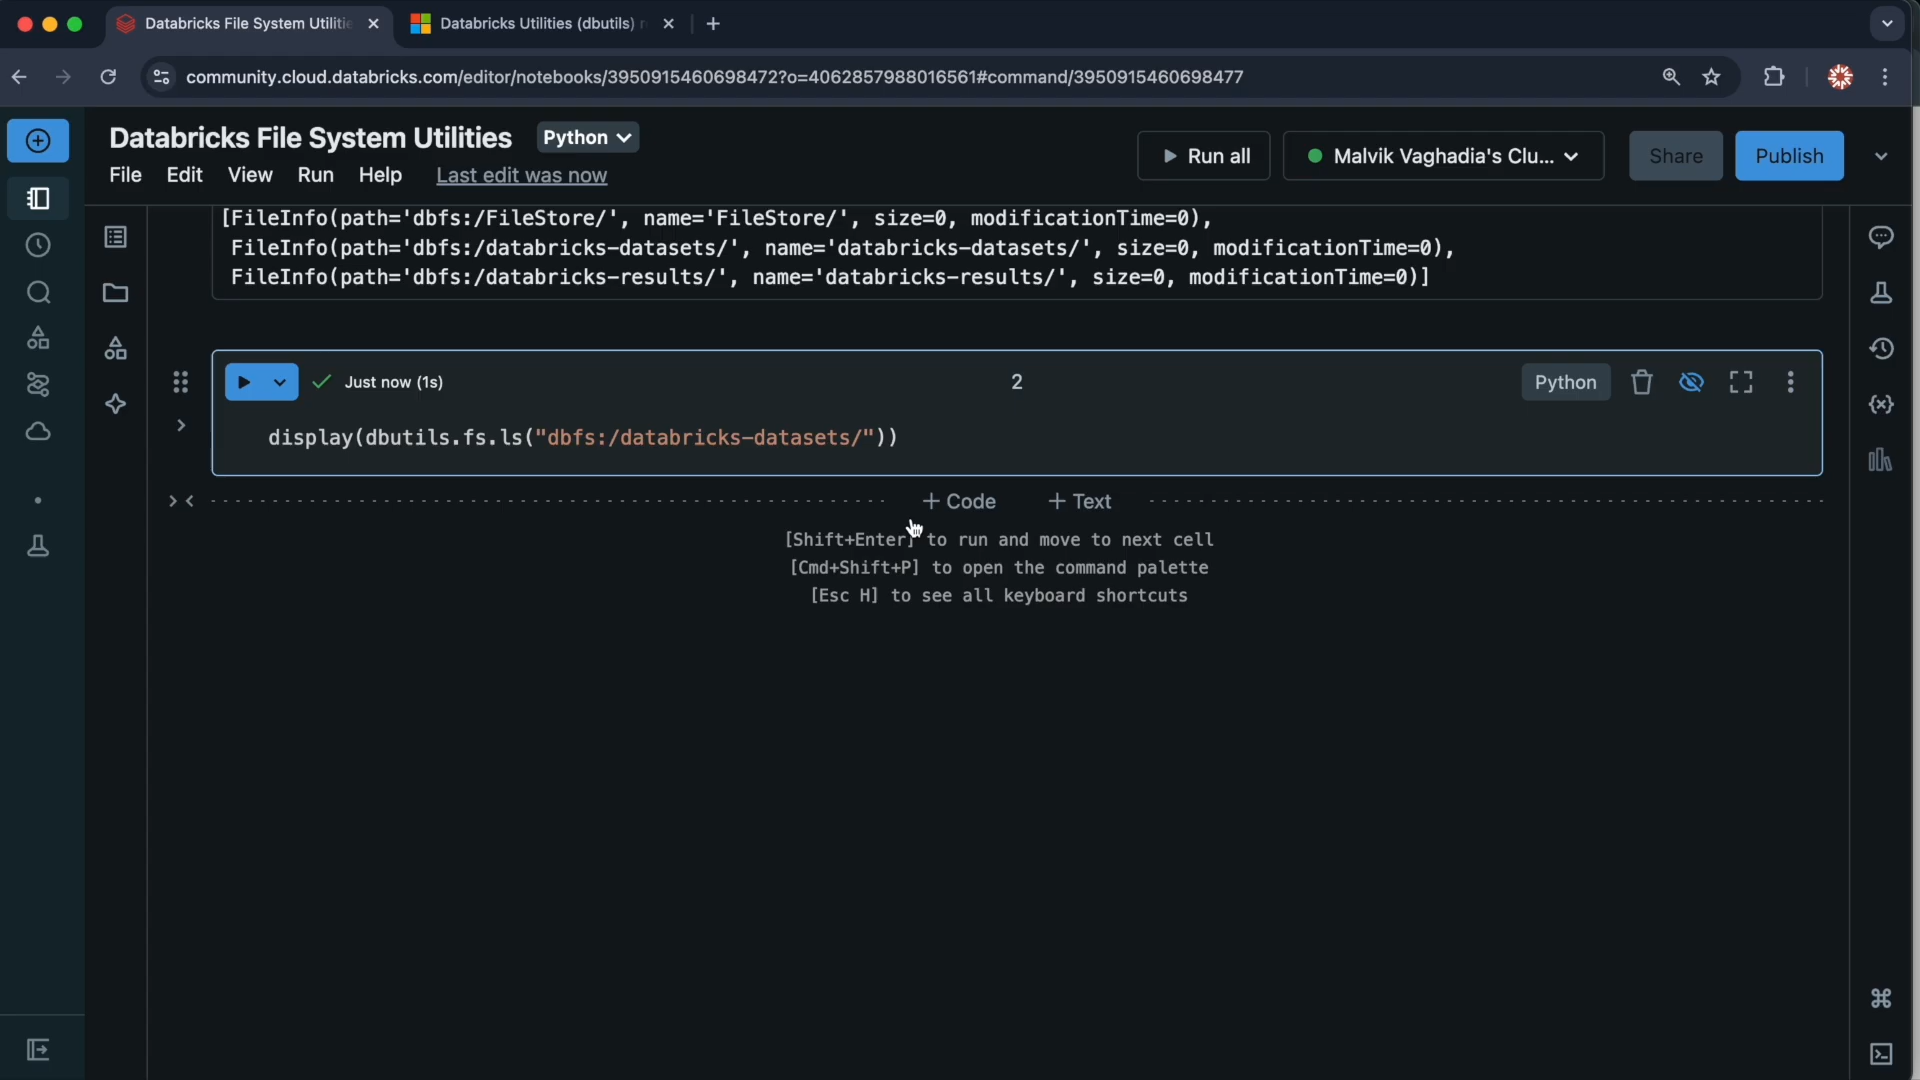 Databricks File System Utilitie
Databricks Utilities (dbutils) r
community.cloud.databricks.com/editor/notebooks/3950915460698472?o=4062857988016561#command/3950915460698477
Databricks File System Utilities
Python
File Edit View Run Help Last edit was now
Run all
Malvik Vaghadia's Clu...
Share
Publish
[FileInfo(path='dbfs:/FileStore/', name='FileStore/', size=0, modificationTime=0),
FileInfo(path='dbfs:/databricks-datasets/', name='databricks-datasets/', size=0, modificationTime=0),
FileInfo(path='dbfs:/databricks-results/', name='databricks-results/', size=0, modificationTime=0)]
Just now (1s)
2
Python
display(dbutils.fs.ls("dbfs:/databricks-datasets/"))
+ Code + Text
[Shift+Enter] to run and move to next cell
[Cmd+Shift+P] to open the command palette
[Esc H] to see all keyboard shortcuts